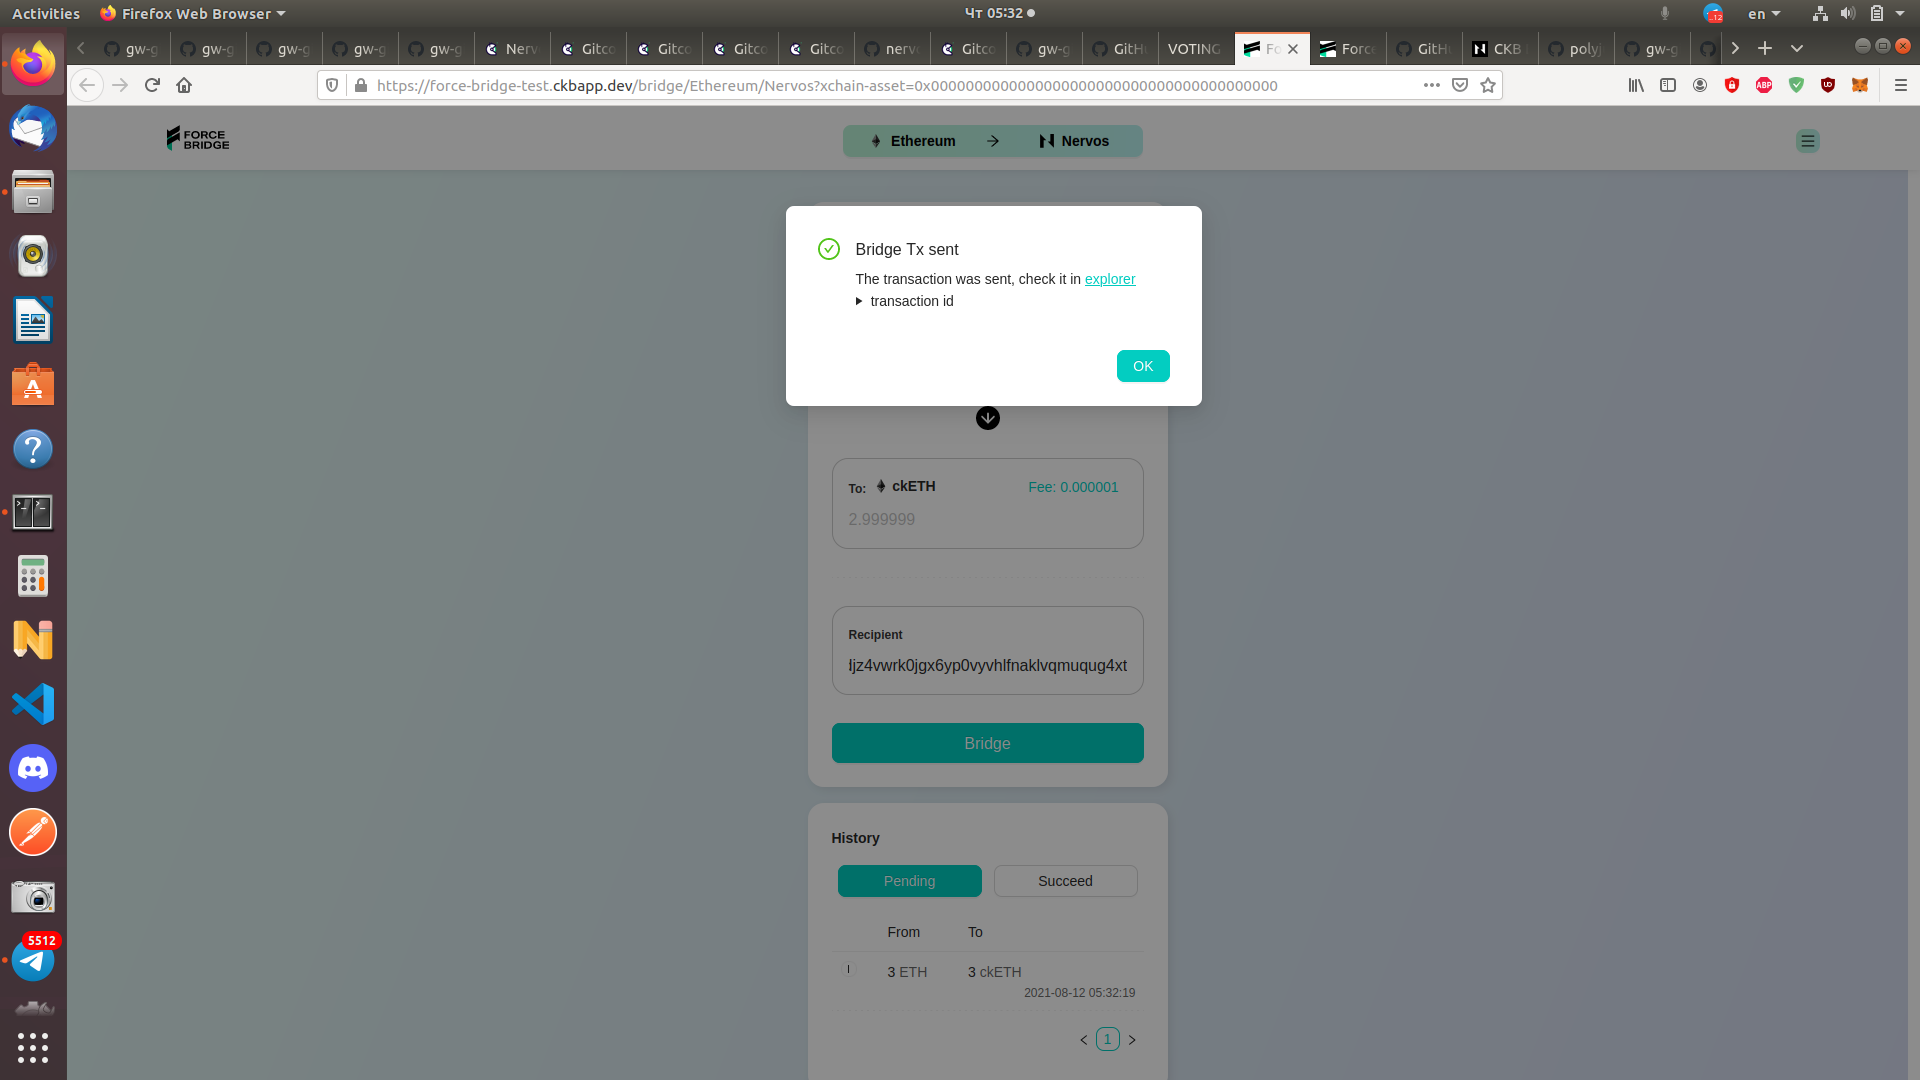 Activities
Firefox Web Browser
Чт 05:32
12
en
gw-g
gw-g
gw-g
gw-g
gw-g
Nerv
Gitco
Gitco
Gitco
Gitco
nerv
Gitco
gw-g
GitH
VOTING
Fo
Force
GitH
CKB
polyj
gw-g
https://force-bridge-test.ckbapp.dev/bridge/Ethereum/Nervos?xchain-asset=0x0000000000000000000000000000000000000000
ABP
FORCE
BRIDGE
Ethereum
Nervos
Bridge Tx sent
The transaction was sent, check it in explorer
transaction id
OK
To:
ckETH
Fee: 0.000001
2.999999
Recipient
ljz4vwrk0jgx6yp0vyvhlfnaklvqmuqug4xt
Bridge
History
Pending
Succeed
From
To
3 ETH
3 ckETH
2021-08-12 05:32:19
1
5512